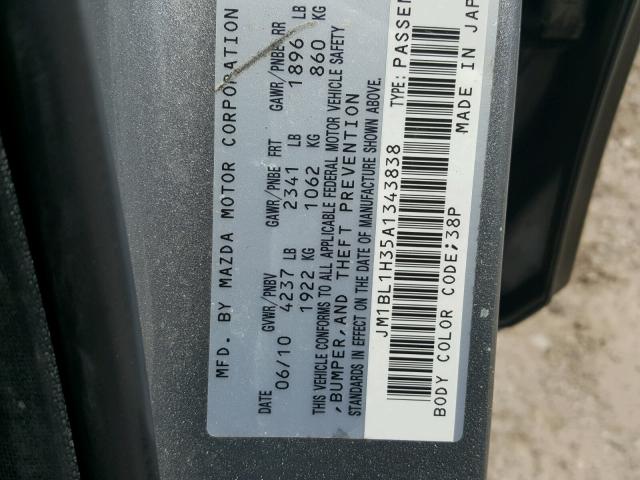 MFD. BY MAZDA MOTOR CORPORATION
DATE GVWR/PNBV GAWR/PNBE FRT GAWR/PNBE RR
06/10 4237 LB 2341 LB 1896 LB
1922 KG 1062 KG 860 KG
THIS VEHICLE CONFORMS TO ALL APPLICABLE FEDERAL MOTOR VEHICLE SAFETY
, BUMPER, AND THEFT PREVENTION
STANDARDS IN EFFECT ON THE DATE OF MANUFACTURE SHOWN ABOVE.
JM1BL1H35A1343838 TYPE: PASSEN
BODY COLOR CODE;38P MADE IN JAP